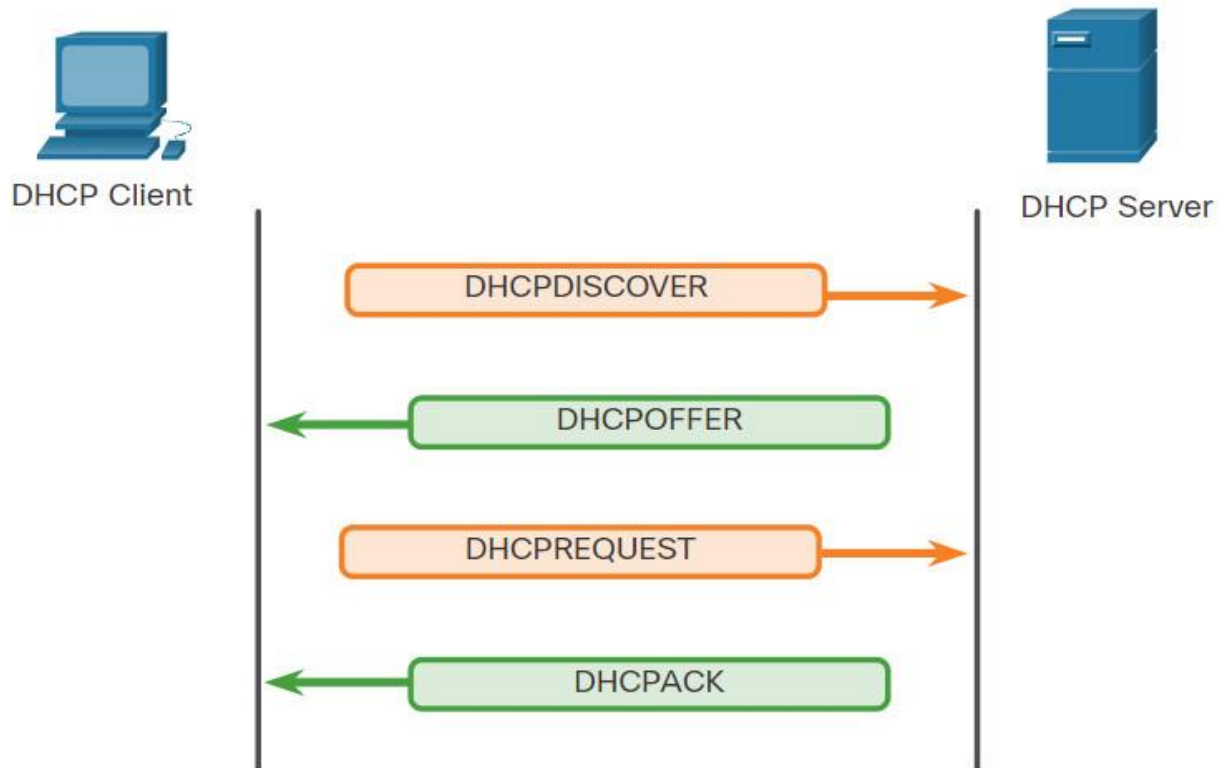 DHCP Client
DHCP Server
DHCPDISCOVER
DHCPOFFER
DHCPREQUEST
DHCPACK